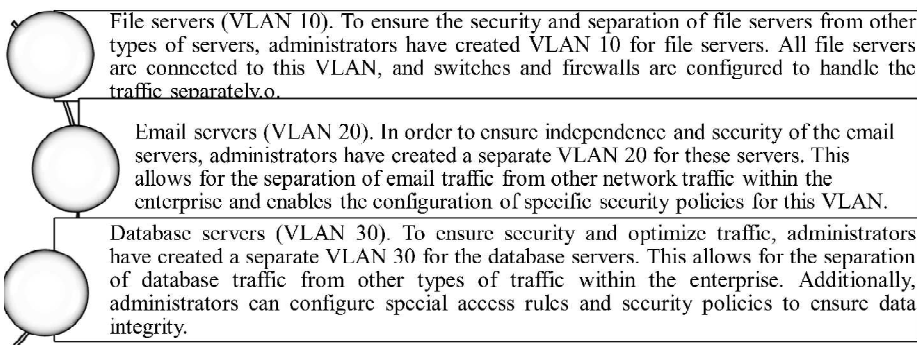 File servers (VLAN 10). To ensure the security and separation of file servers from other
types of servers, administrators have created VLAN 10 for file servers. All file servers
are connected to this VLAN, and switches and firewalls are configured to handle the
traffic separately.o.
Email servers (VLAN 20). In order to ensure independence and security of the email
servers, administrators have created a separate VLAN 20 for these servers. This
allows for the separation of email traffic from other network traffic within the
enterprise and enables the configuration of specific security policies for this VLAN.
Database servers (VLAN 30). To ensure security and optimize traffic, administrators
have created a separate VLAN 30 for the database servers. This allows for the separation
of database traffic from other types of traffic within the enterprise. Additionally,
administrators can configure special access rules and security policies to ensure data
integrity.